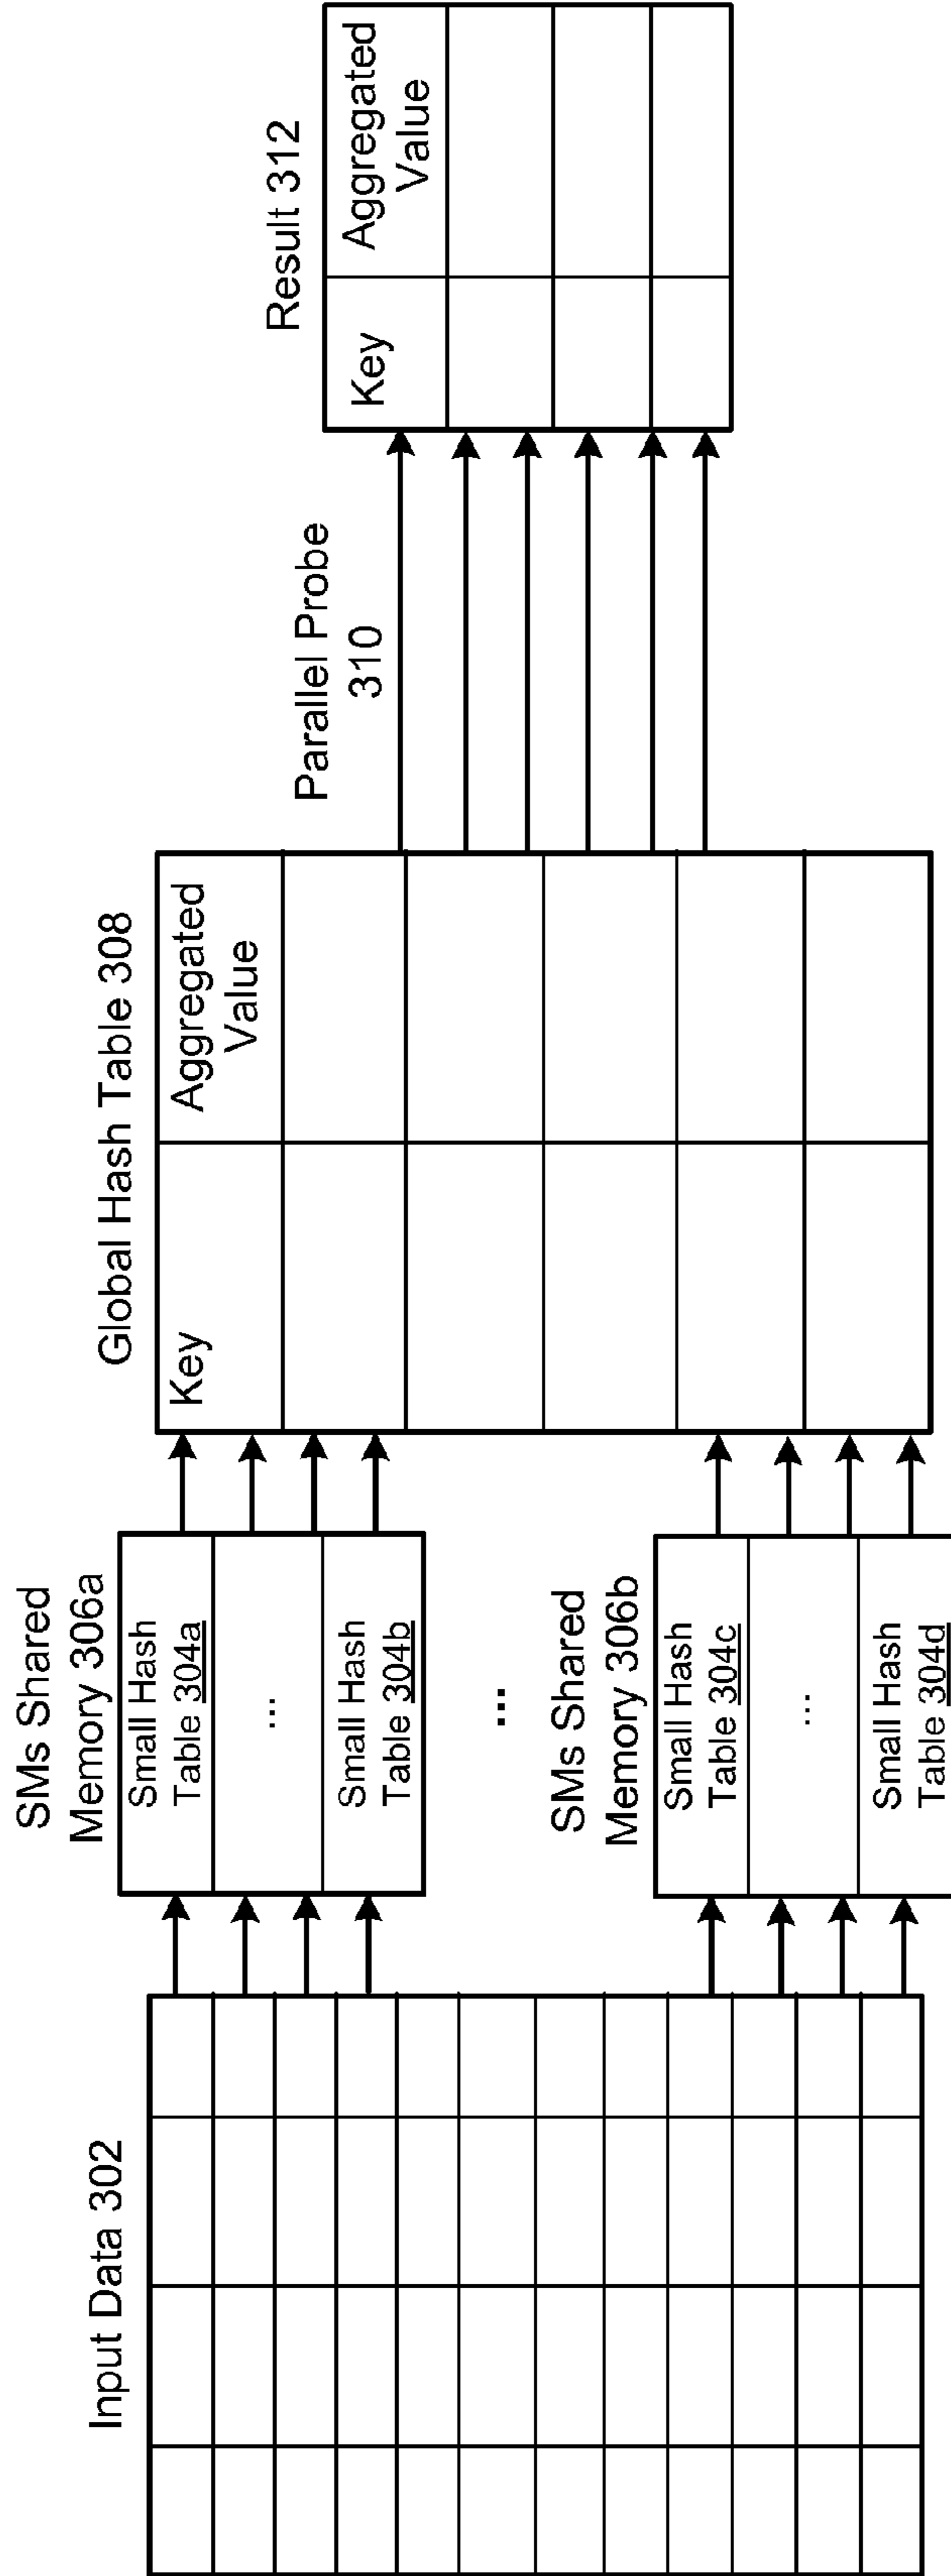 Input Data 302
SMs Shared
Memory 306a
Small Hash
Table 304a
...
Small Hash
Table 304b
...
SMs Shared
Memory 306b
Small Hash
Table 304c
...
Small Hash
Table 304d
Global Hash Table 308
Key
Aggregated
Value
Parallel Probe
310
Result 312
Key
Aggregated
Value